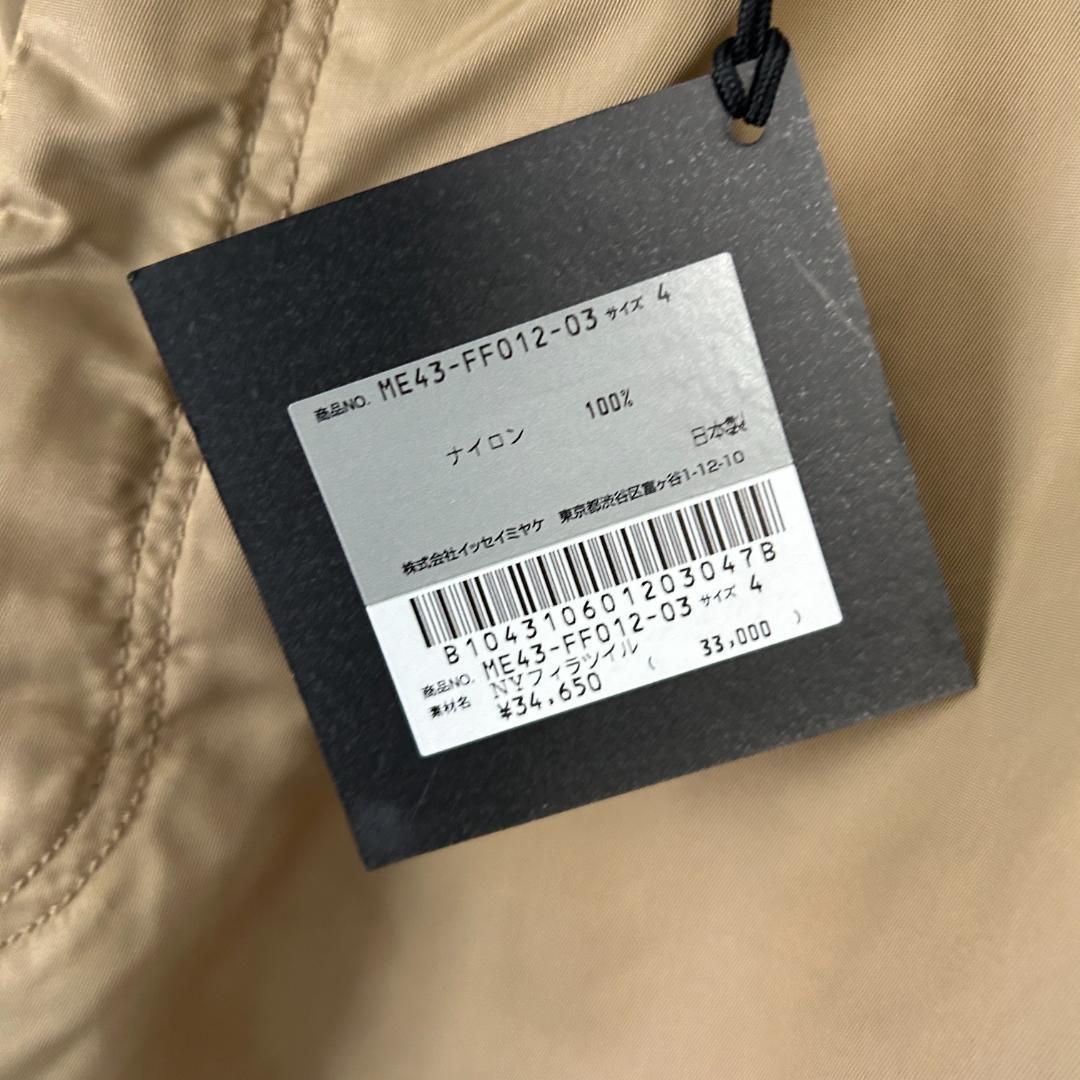 商品NO. ME43-FF012-03 サイズ 4
ナイロン 100%
日本製
株式会社イッセイミヤケ 東京都渋谷区富ヶ谷1-12-10
B104310601203047B
商品NO. ME43-FF012-03 サイズ 4
素材名 NYフィラツイル
¥34,650 ( 33,000 )